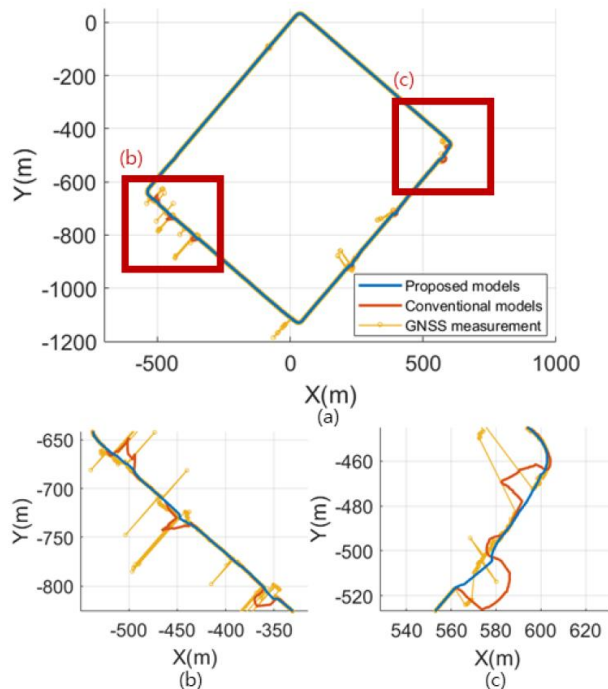 0
-200
-400
-600
-800
-1000
-1200
Y(m)
(c)
(b)
Proposed models
Conventional models
GNSS measurement
-500
0
500
1000
X(m)
(a)
-650
-700
-750
-800
Y(m)
-500
-450
-400
-350
X(m)
(b)
-460
-480
-500
-520
Y(m)
540
560
580
600
620
X(m)
(c)